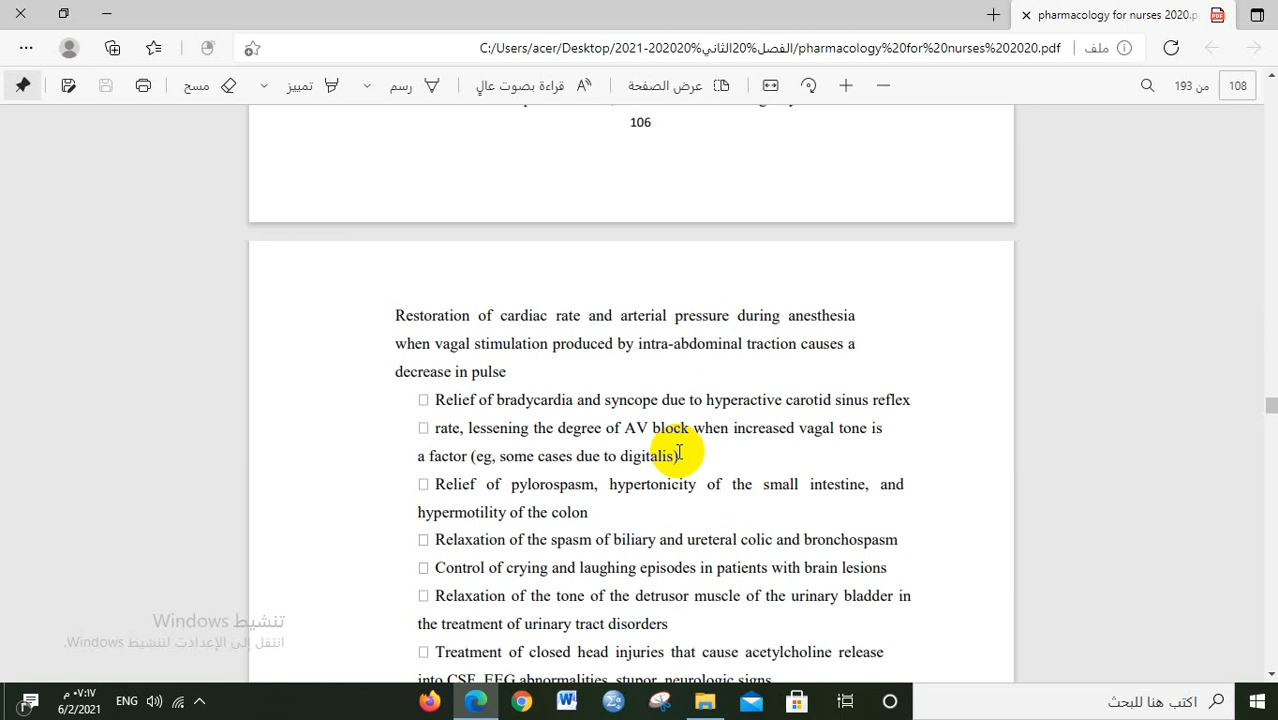 pharmacology for nurses 2020.p
C:/Users/acer/Desktop/2021-202020%الفصل%20الثاني/pharmacology%20for%20nurses%202020.pdf
ملف
مسح
تمييز
رسم
قراءة بصوت عالٍ
عرض الصفحة
من 193
108
106
Restoration of cardiac rate and arterial pressure during anesthesia
when vagal stimulation produced by intra-abdominal traction causes a
decrease in pulse
Relief of bradycardia and syncope due to hyperactive carotid sinus reflex
rate, lessening the degree of AV block when increased vagal tone is
a factor (eg, some cases due to digitalis)
Relief of pylorospasm, hypertonicity of the small intestine, and
hypermotility of the colon
Relaxation of the spasm of biliary and ureteral colic and bronchospasm
Control of crying and laughing episodes in patients with brain lesions
Relaxation of the tone of the detrusor muscle of the urinary bladder in
the treatment of urinary tract disorders
Treatment of closed head injuries that cause acetylcholine release
into CSF, EEG abnormalities, stupor, neurologic signs
تنشيط Windows
انتقل إلى الإعدادات لتنشيط Windows.
٠٧:١٧ م
6/2/2021
ENG
اكتب هنا للبحث